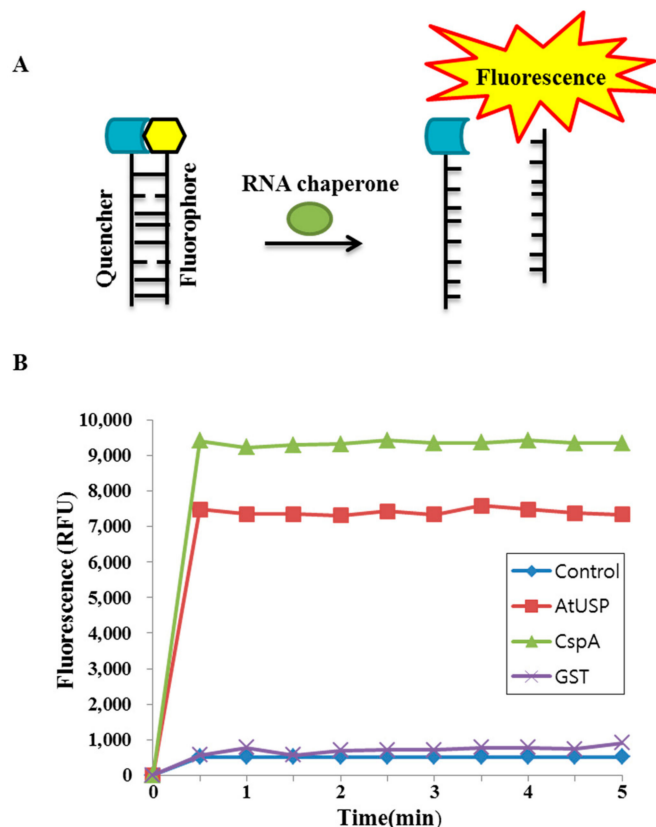 A
Fluorescence
Quencher
Fluorophore
RNA chaperone
B
Fluorescence (RFU)
10,000
9,000
8,000
7,000
6,000
5,000
4,000
3,000
2,000
1,000
0
Control
AtUSP
CspA
GST
0 1 2 3 4 5
Time(min)